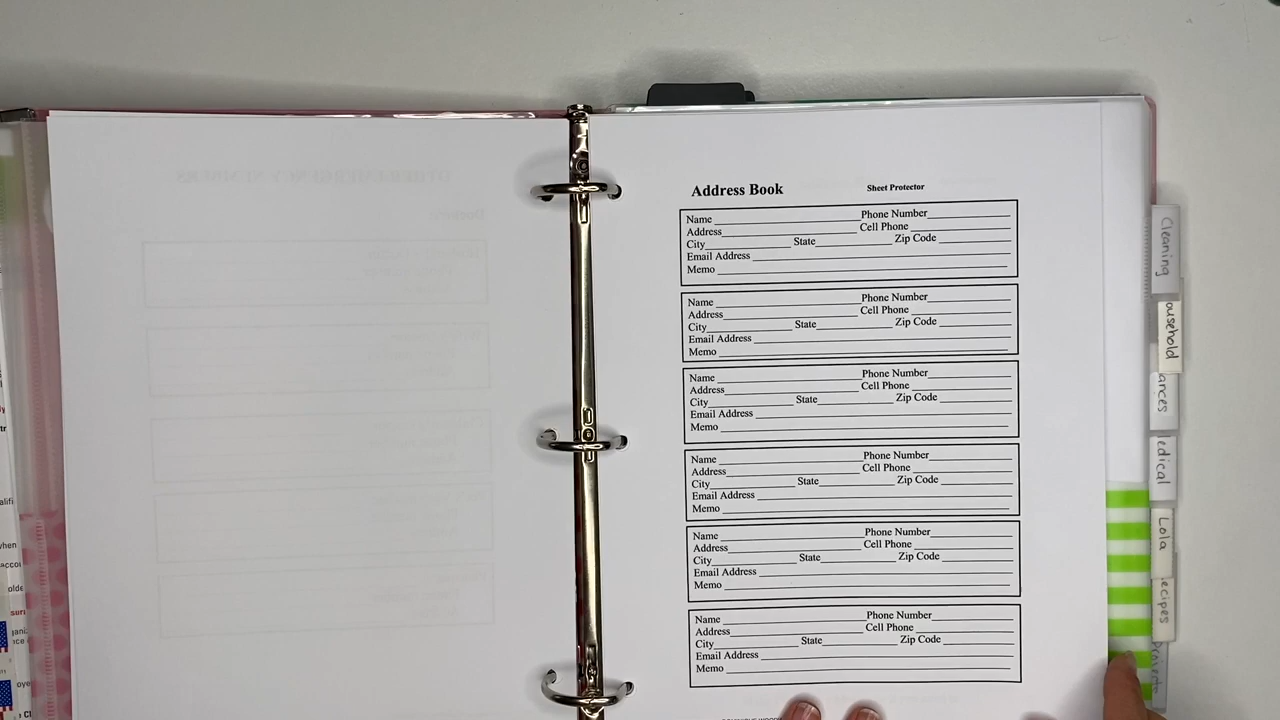 Address Book Sheet Protector
Name Phone Number
Address Cell Phone
City State Zip Code
Email Address
Memo
Name Phone Number
Address Cell Phone
City State Zip Code
Email Address
Memo
Name Phone Number
Address Cell Phone
City State Zip Code
Email Address
Memo
Name Phone Number
Address Cell Phone
City State Zip Code
Email Address
Memo
Name Phone Number
Address Cell Phone
City State Zip Code
Email Address
Memo
Name Phone Number
Address Cell Phone
City State Zip Code
Email Address
Memo
Cleaning
ousehold
ances
edical
Lola
ecipes
Projects